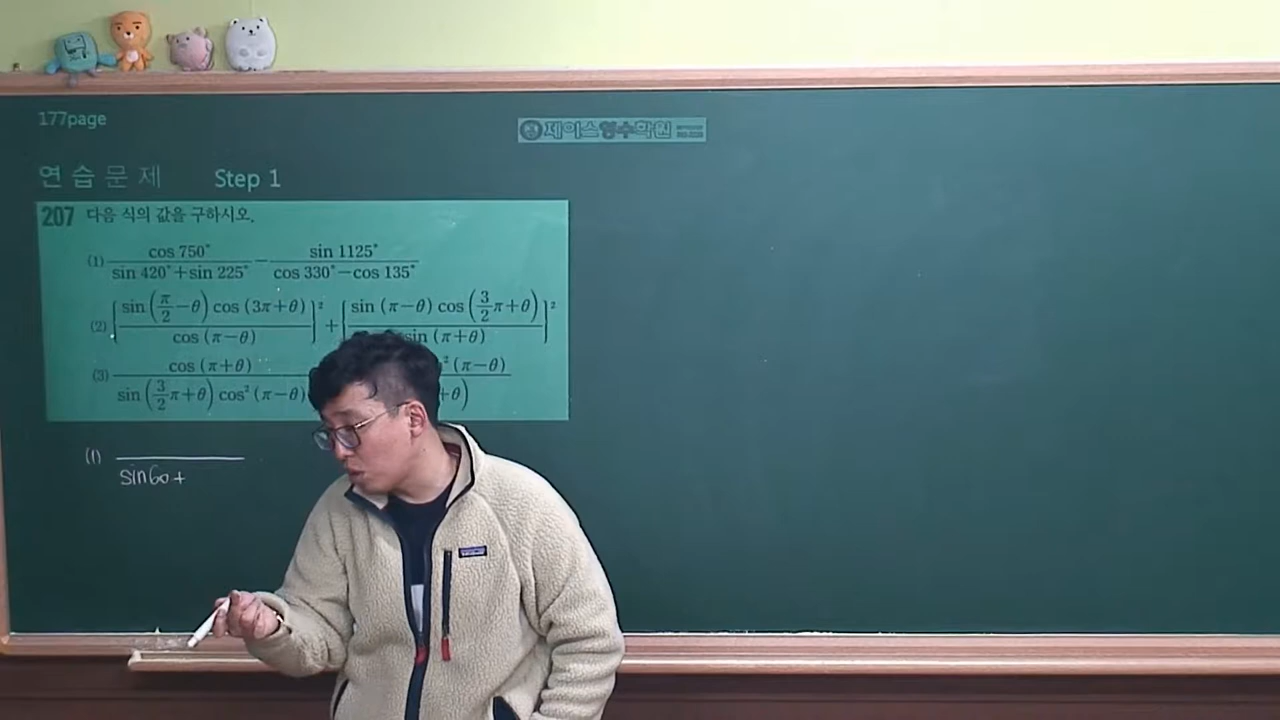 177page
제이스영수학원
연습문제 Step 1
207 다음 식의 값을 구하시오.
(1) cos 750° / (sin 420°+sin 225°) − sin 1125° / (cos 330°−cos 135°)
(2) [sin(π/2−θ) cos(3π+θ) / cos(π−θ)]² + [sin(π−θ) cos(3/2π+θ) / sin(π+θ)]²
(3) cos(π+θ) / sin(3/2π+θ) cos²(π−θ) ² (π−θ) +θ)
(1)
sin60+